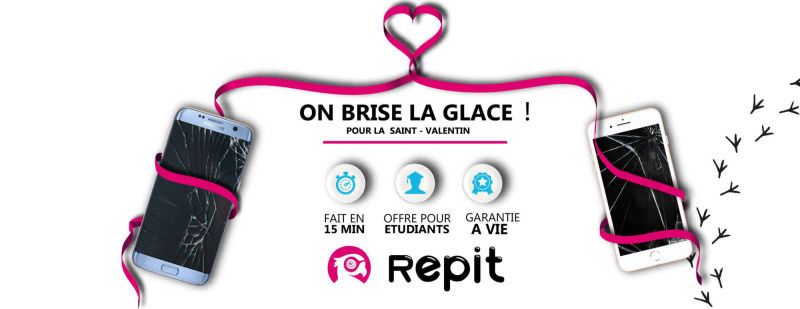 ON BRISE LA GLACE !
POUR LA SAINT - VALENTIN
FAIT EN
15 MIN
OFFRE POUR
ETUDIANTS
GARANTIE
A VIE
Repit